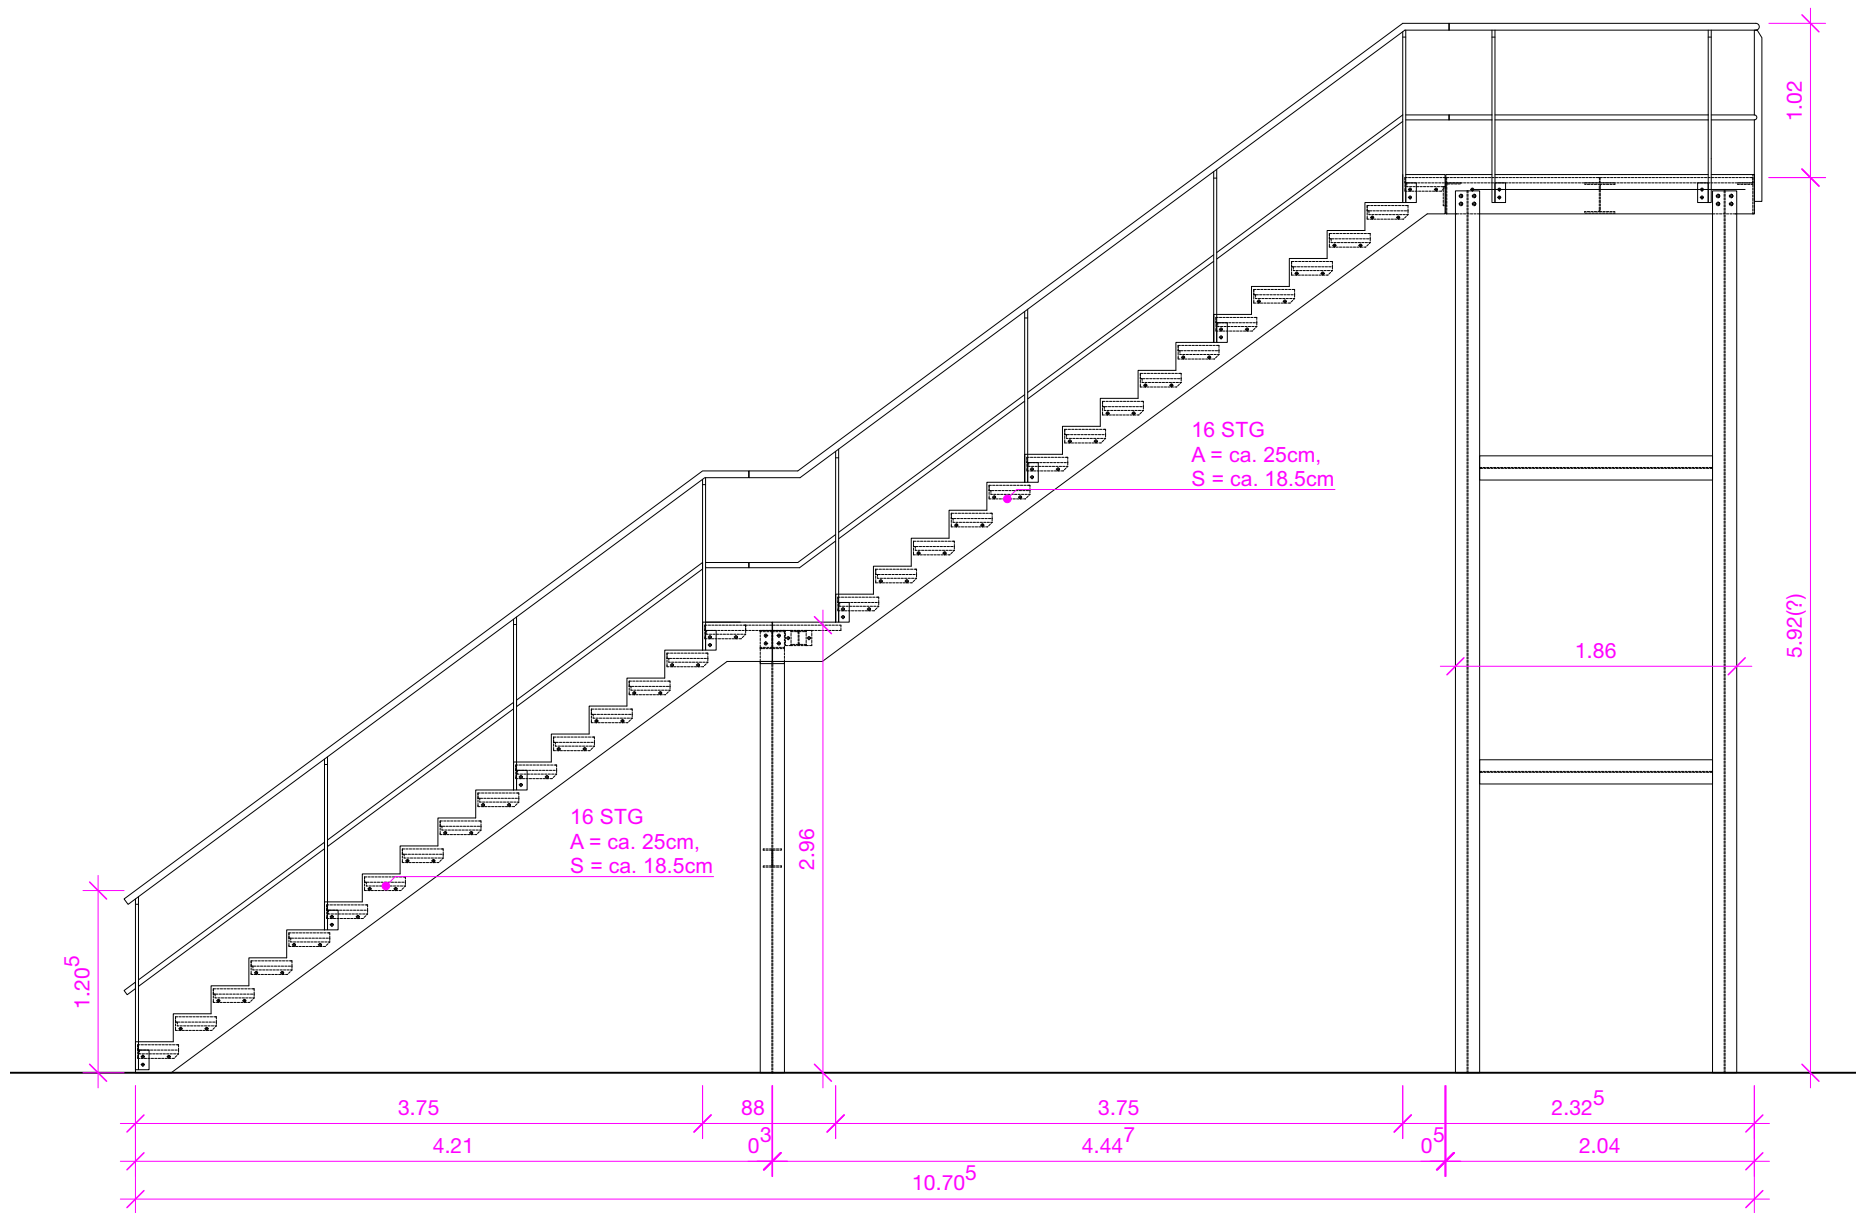 1.02
16 STG
A = ca. 25cm,
S = ca. 18.5cm
5.92(?)
1.86
16 STG
A = ca. 25cm,
S = ca. 18.5cm
2.96
1.20⁵
3.75 88 3.75 2.32⁵
4.21 0³ 4.44⁷ 0⁵ 2.04
10.70⁵